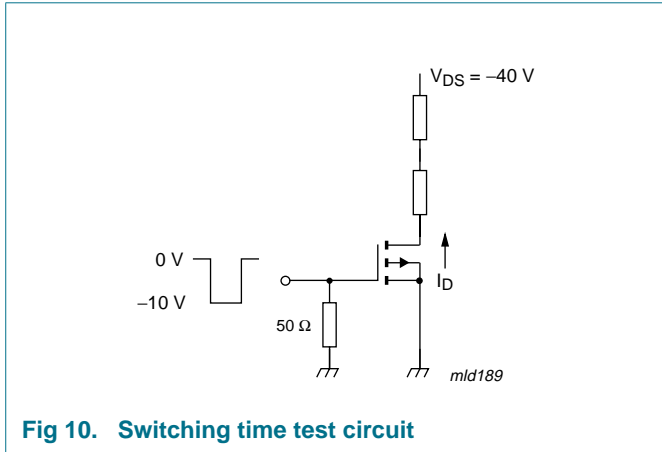 V_DS = −40 V
0 V
−10 V
50 Ω
I_D
mld189
Fig 10. Switching time test circuit